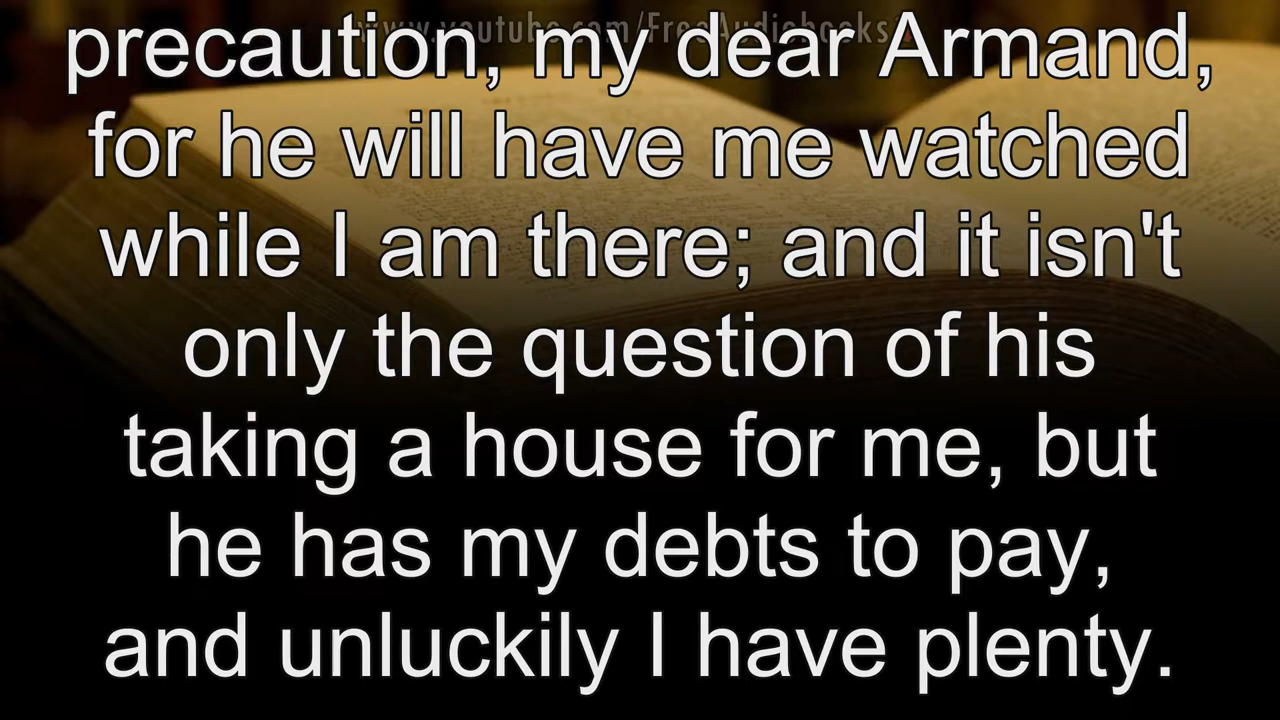 www.youtube.com/FreeAudiobooks
precaution, my dear Armand,
for he will have me watched
while I am there; and it isn't
only the question of his
taking a house for me, but
he has my debts to pay,
and unluckily I have plenty.